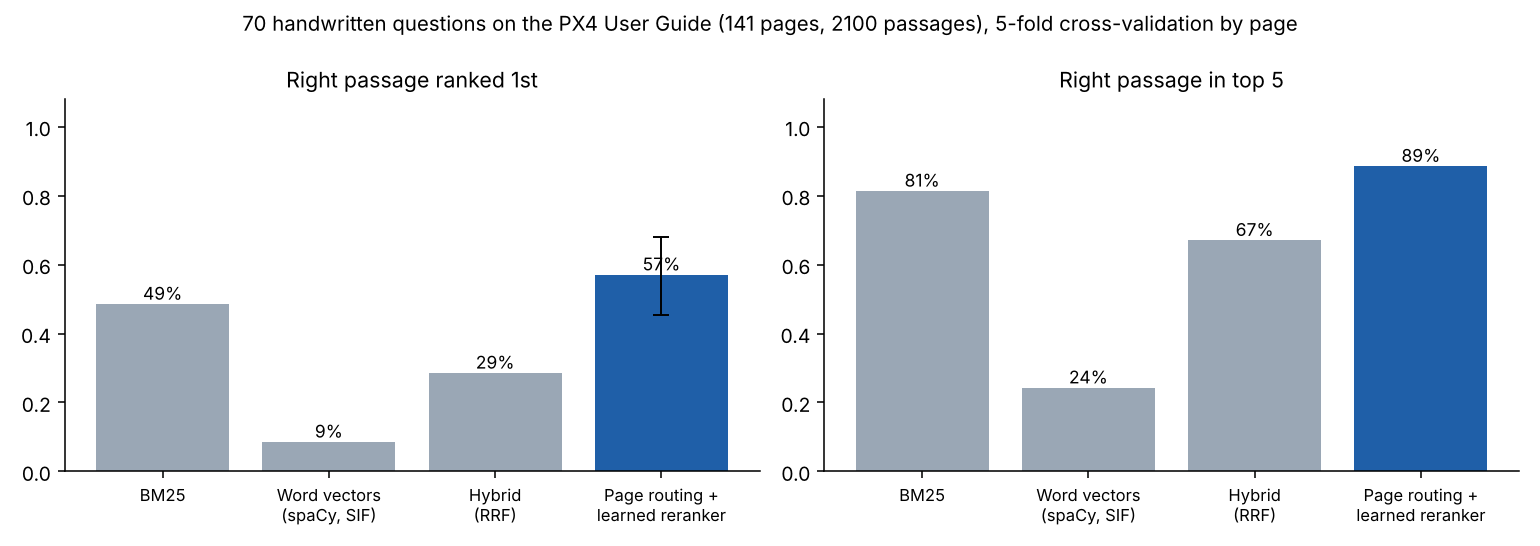 70 handwritten questions on the PX4 User Guide (141 pages, 2100 passages), 5-fold cross-validation by page
Right passage ranked 1st
1.0
0.8
0.6
0.4
0.2
0.0
49%
9%
29%
57%
BM25
Word vectors
(spaCy, SIF)
Hybrid
(RRF)
Page routing +
learned reranker
Right passage in top 5
1.0
0.8
0.6
0.4
0.2
0.0
81%
24%
67%
89%
BM25
Word vectors
(spaCy, SIF)
Hybrid
(RRF)
Page routing +
learned reranker